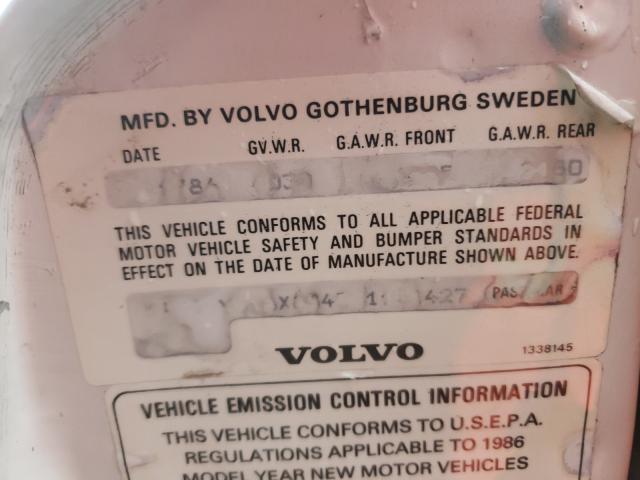 MFD. BY VOLVO GOTHENBURG SWEDEN
DATE GV.W.R. G.A.W.R. FRONT G.A.W.R. REAR
THIS VEHICLE CONFORMS TO ALL APPLICABLE FEDERAL
MOTOR VEHICLE SAFETY AND BUMPER STANDARDS IN
EFFECT ON THE DATE OF MANUFACTURE SHOWN ABOVE.
VOLVO 1338145
VEHICLE EMISSION CONTROL INFORMATION
THIS VEHICLE CONFORMS TO U.S.E.P.A.
REGULATIONS APPLICABLE TO 1986
MODEL YEAR NEW MOTOR VEHICLES